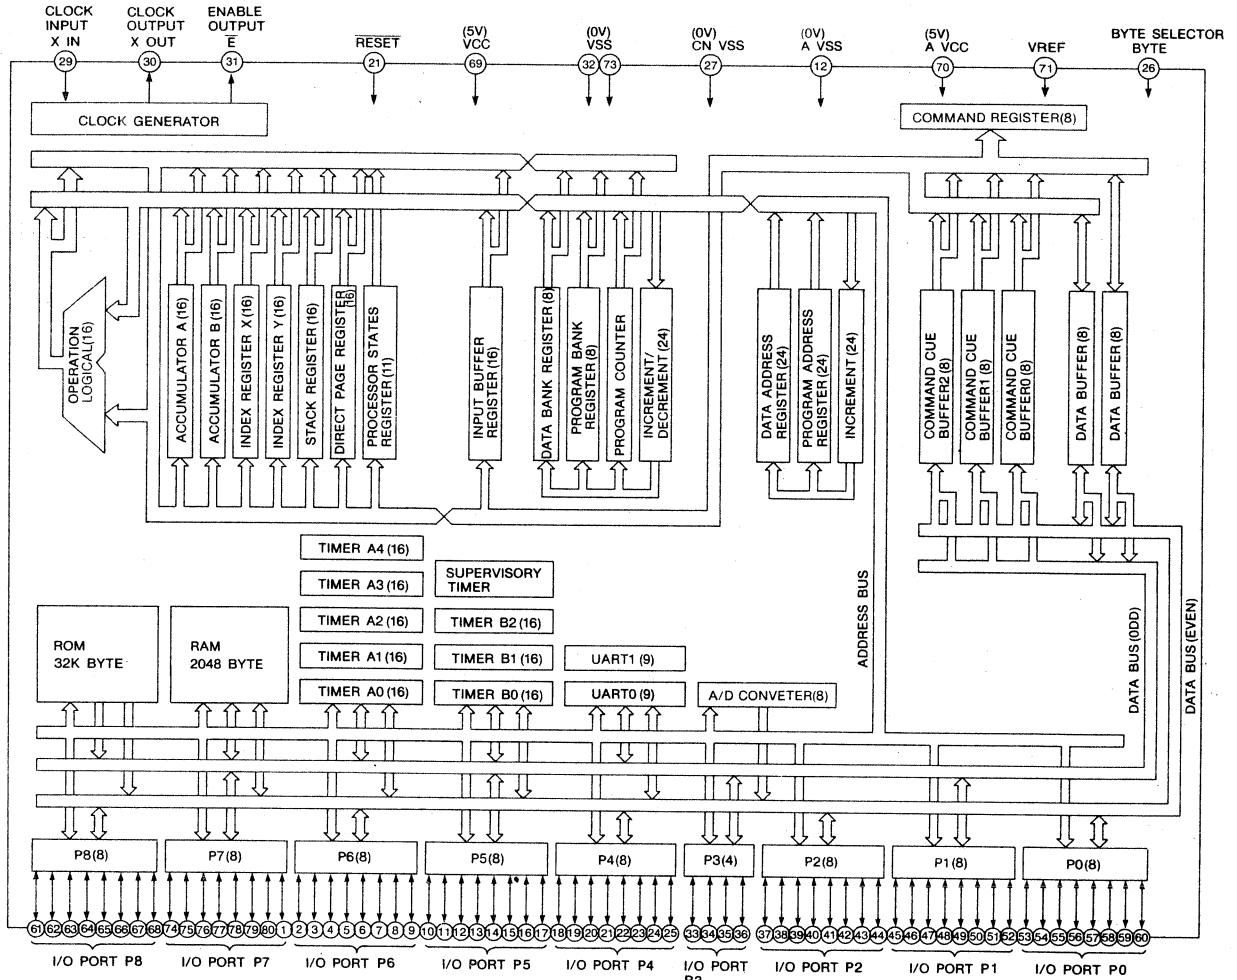 CLOCK INPUT X IN
CLOCK OUTPUT X OUT
ENABLE OUTPUT E
RESET
(5V) VCC
(0V) VSS
(0V) CN VSS
(0V) A VSS
(5V) A VCC
VREF
BYTE SELECTOR BYTE
29 30 31 21 69 32 73 27 12 70 71 26
CLOCK GENERATOR
COMMAND REGISTER(8)
OPERATION LOGICAL(16)
ACCUMULATOR A (16)
ACCUMULATOR B (16)
INDEX REGISTER X (16)
INDEX REGISTER Y (16)
STACK REGISTER (16)
DIRECT PAGE REGISTER (16)
PROCESSOR STATES REGISTER (11)
INPUT BUFFER REGISTER (16)
DATA BANK REGISTER (8)
PROGRAM BANK REGISTER (8)
PROGRAM COUNTER
INCREMENT/ DECREMENT (24)
DATA ADDRESS REGISTER (24)
PROGRAM ADDRESS REGISTER (24)
INCREMENT (24)
COMMAND CUE BUFFER2 (8)
COMMAND CUE BUFFER1 (8)
COMMAND CUE BUFFER0 (8)
DATA BUFFER (8)
DATA BUFFER (8)
TIMER A4 (16)
TIMER A3 (16)
TIMER A2 (16)
TIMER A1 (16)
TIMER A0 (16)
SUPERVISORY TIMER
TIMER B2 (16)
TIMER B1 (16)
TIMER B0 (16)
UART1 (9)
UART0 (9)
A/D CONVETER(8)
ADDRESS BUS
DATA BUS (ODD)
DATA BUS (EVEN)
ROM
32K BYTE
RAM
2048 BYTE
P8(8) P7(8) P6(8) P5(8) P4(8) P3(4) P2(8) P1(8) P0(8)
61 62 63 64 65 66 67 68 74 75 76 77 78 79 80 1 2 3 4 5 6 7 8 9 10 11 12 13 14 15 16 17 18 19 20 21 22 23 24 25 33 34 35 36 37 38 39 40 41 42 43 44 45 46 47 48 49 50 51 52 53 54 55 56 57 58 59 60
I/O PORT P8
I/O PORT P7
I/O PORT P6
I/O PORT P5
I/O PORT P4
I/O PORT
I/O PORT P2
I/O PORT P1
I/O PORT P0